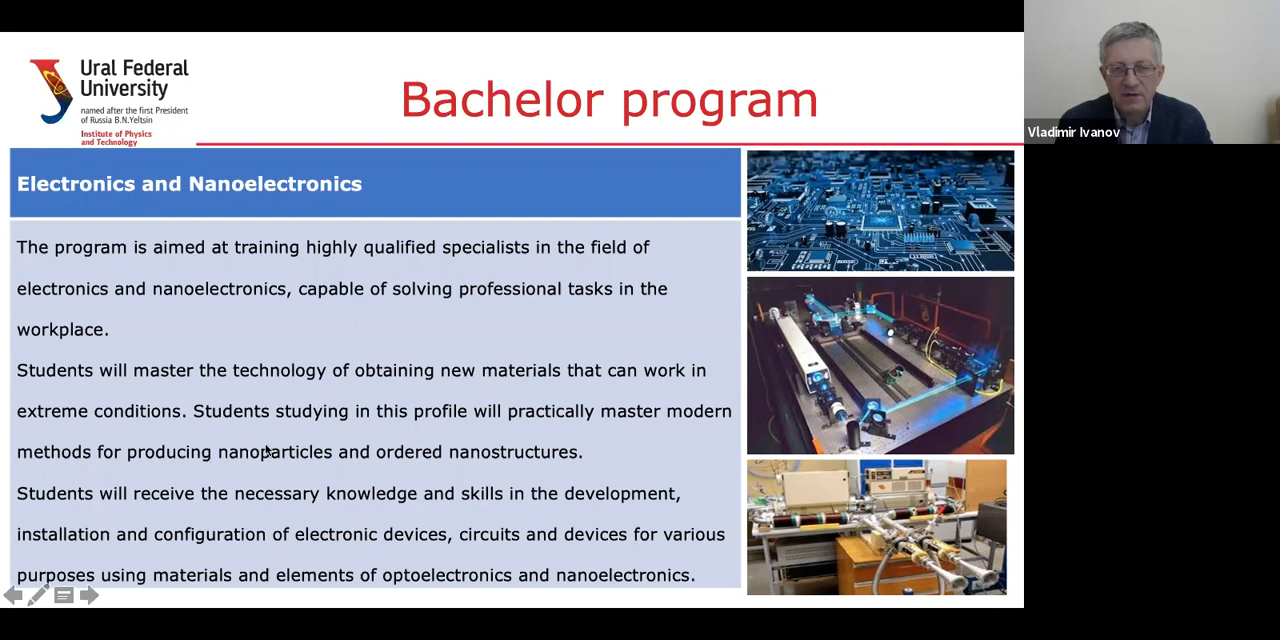 Ural Federal
University
named after the first President
of Russia B.N.Yeltsin
Institute of Physics
and Technology
Bachelor program
Vladimir Ivanov
Electronics and Nanoelectronics
The program is aimed at training highly qualified specialists in the field of
electronics and nanoelectronics, capable of solving professional tasks in the
workplace.
Students will master the technology of obtaining new materials that can work in
extreme conditions. Students studying in this profile will practically master modern
methods for producing nanoparticles and ordered nanostructures.
Students will receive the necessary knowledge and skills in the development,
installation and configuration of electronic devices, circuits and devices for various
purposes using materials and elements of optoelectronics and nanoelectronics.